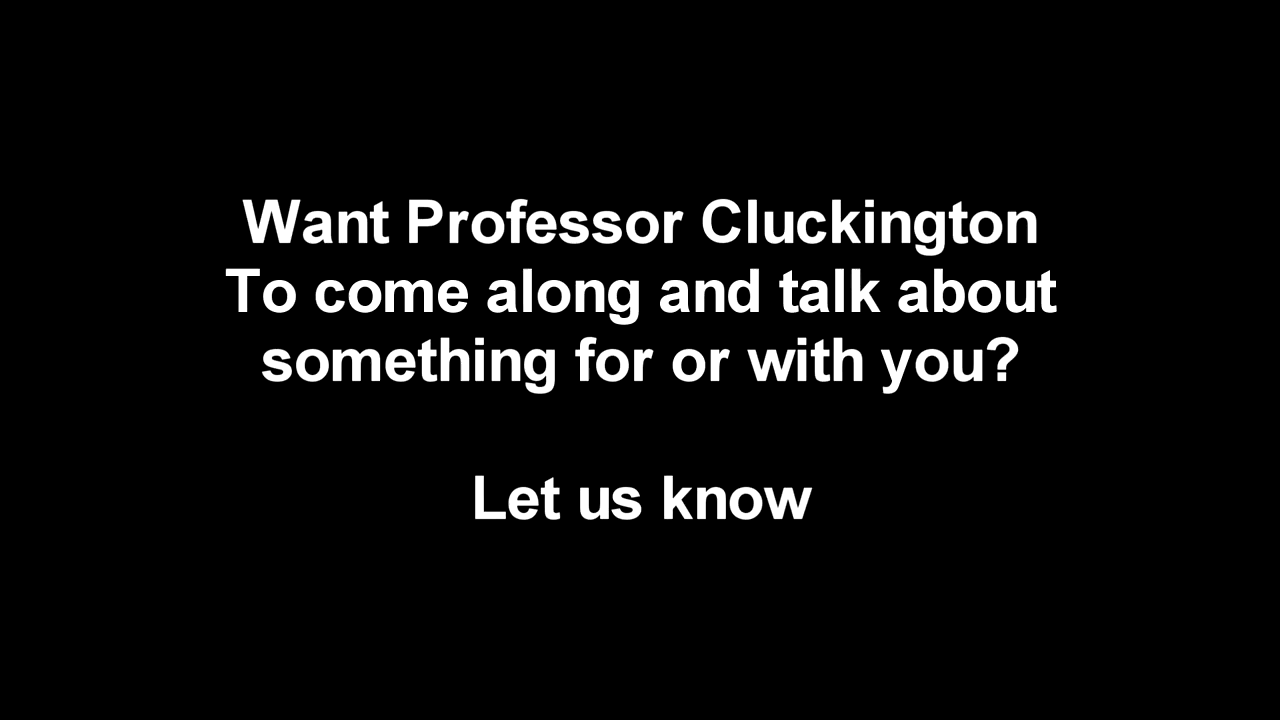 Want Professor Cluckington
To come along and talk about
something for or with you?
Let us know